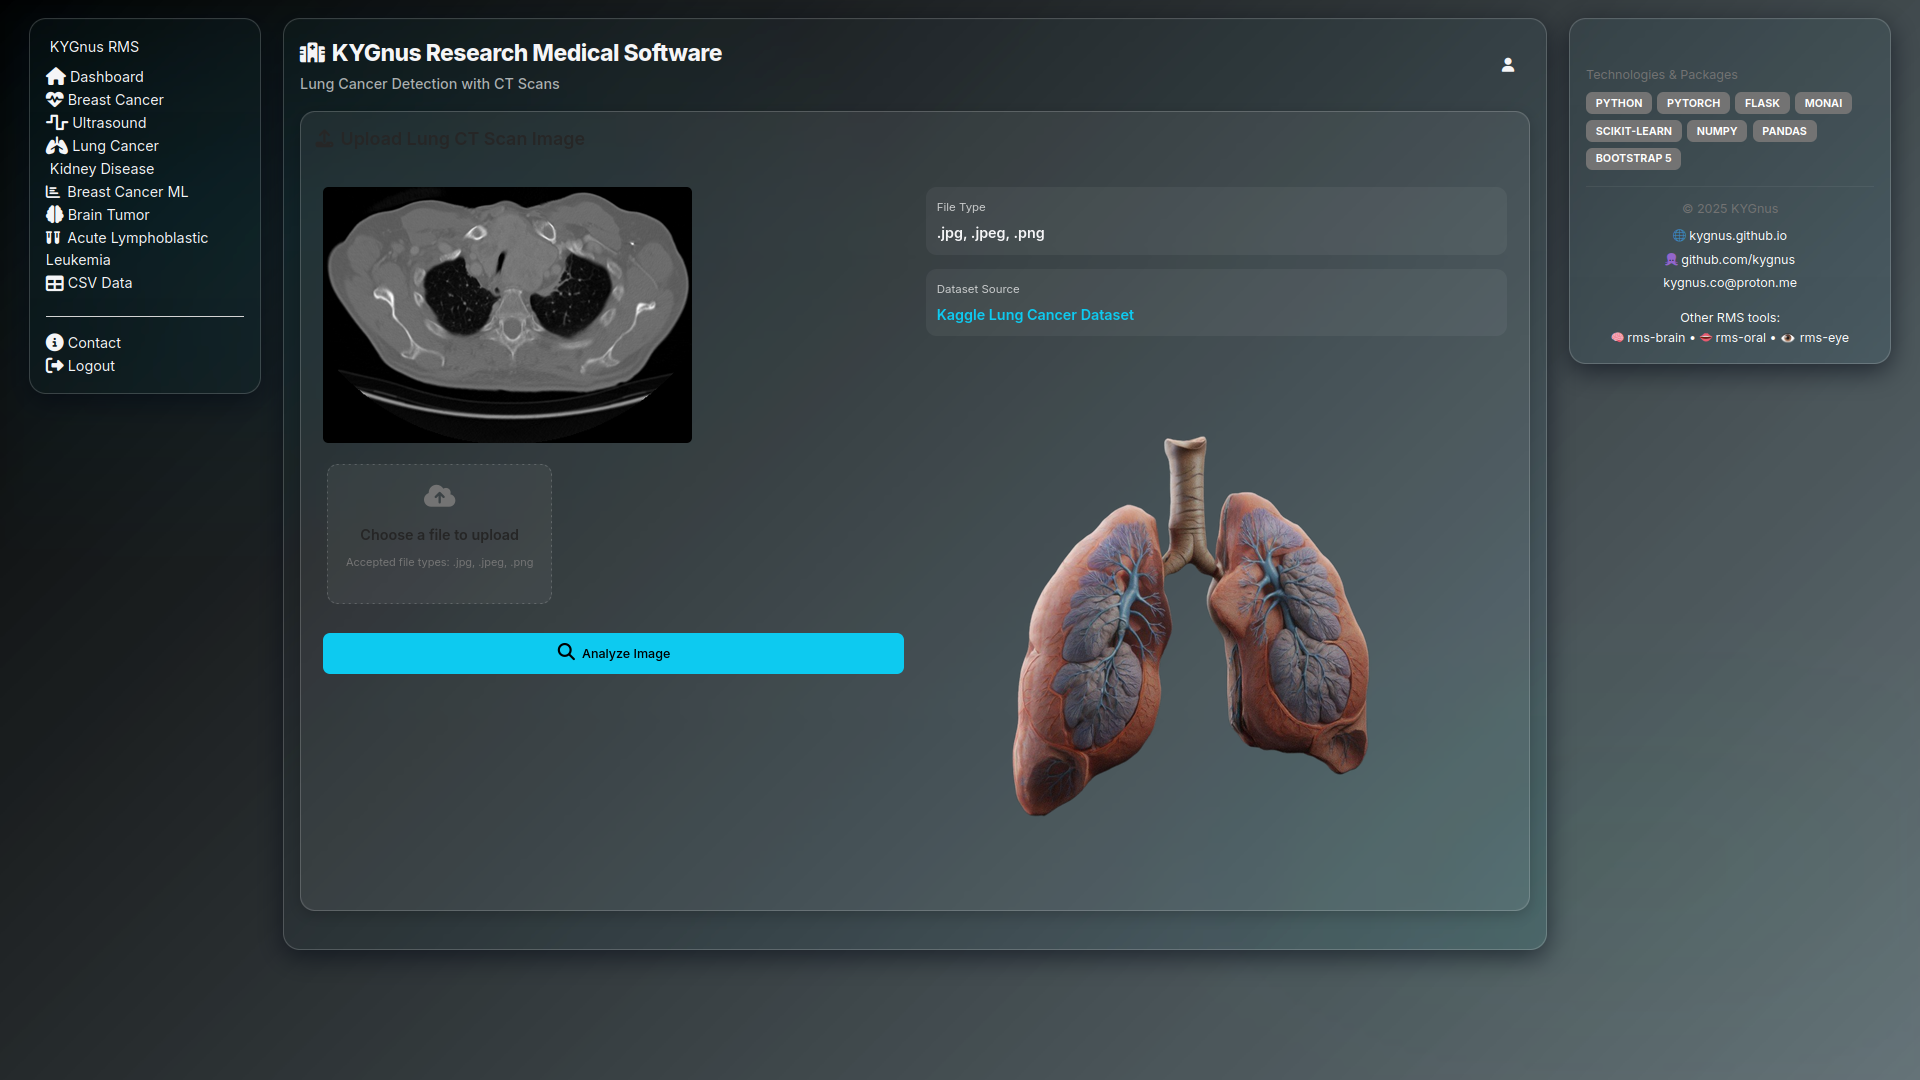 KYGnus RMS
Dashboard
Breast Cancer
Ultrasound
Lung Cancer
Kidney Disease
Breast Cancer ML
Brain Tumor
Acute Lymphoblastic
Leukemia
CSV Data
Contact
Logout
KYGnus Research Medical Software
Lung Cancer Detection with CT Scans
Upload Lung CT Scan Image
Choose a file to upload
Accepted file types: .jpg, .jpeg, .png
Analyze Image
File Type
.jpg, .jpeg, .png
Dataset Source
Kaggle Lung Cancer Dataset
Technologies & Packages
PYTHON PYTORCH FLASK MONAI
SCIKIT-LEARN NUMPY PANDAS
BOOTSTRAP 5
© 2025 KYGnus
kygnus.github.io
github.com/kygnus
kygnus.co@proton.me
Other RMS tools:
rms-brain • rms-oral • rms-eye